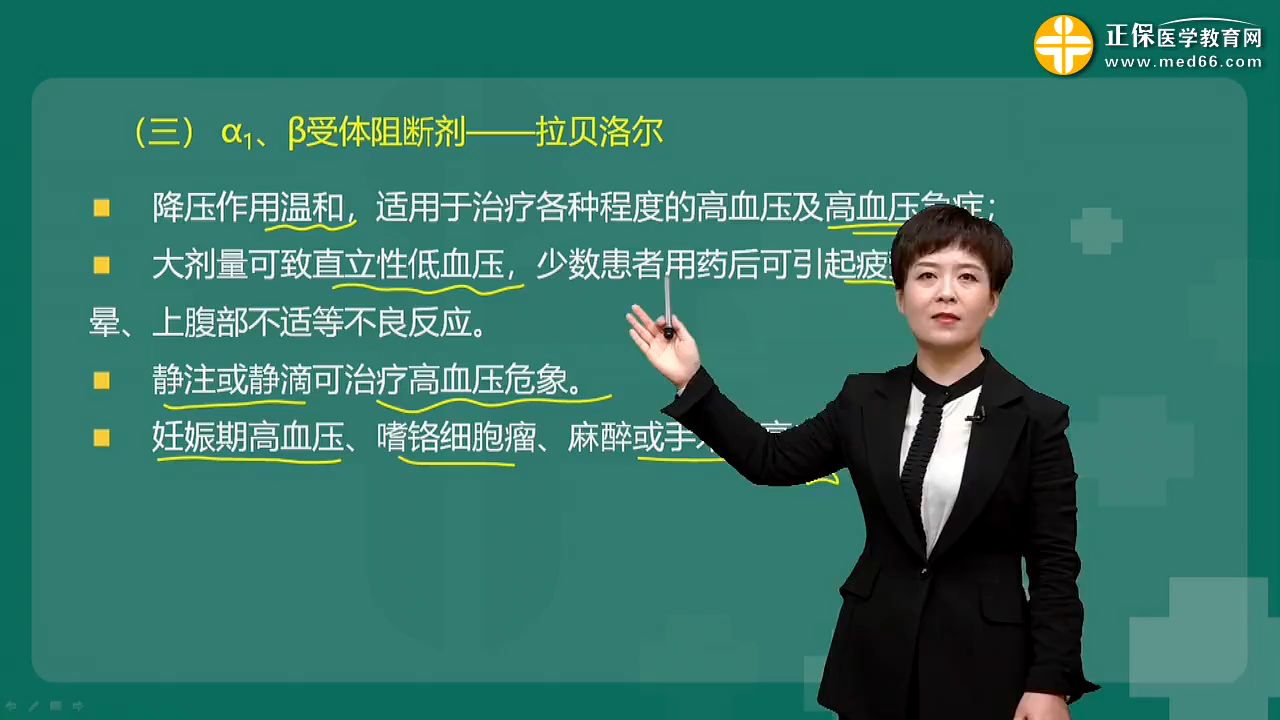 正保医学教育网
www.med66.com
（三） α1、β受体阻断剂——拉贝洛尔
降压作用温和，适用于治疗各种程度的高血压及高血压急症；
大剂量可致直立性低血压，少数患者用药后可引起疲
晕、上腹部不适等不良反应。
静注或静滴可治疗高血压危象。
妊娠期高血压、嗜铬细胞瘤、麻醉或手